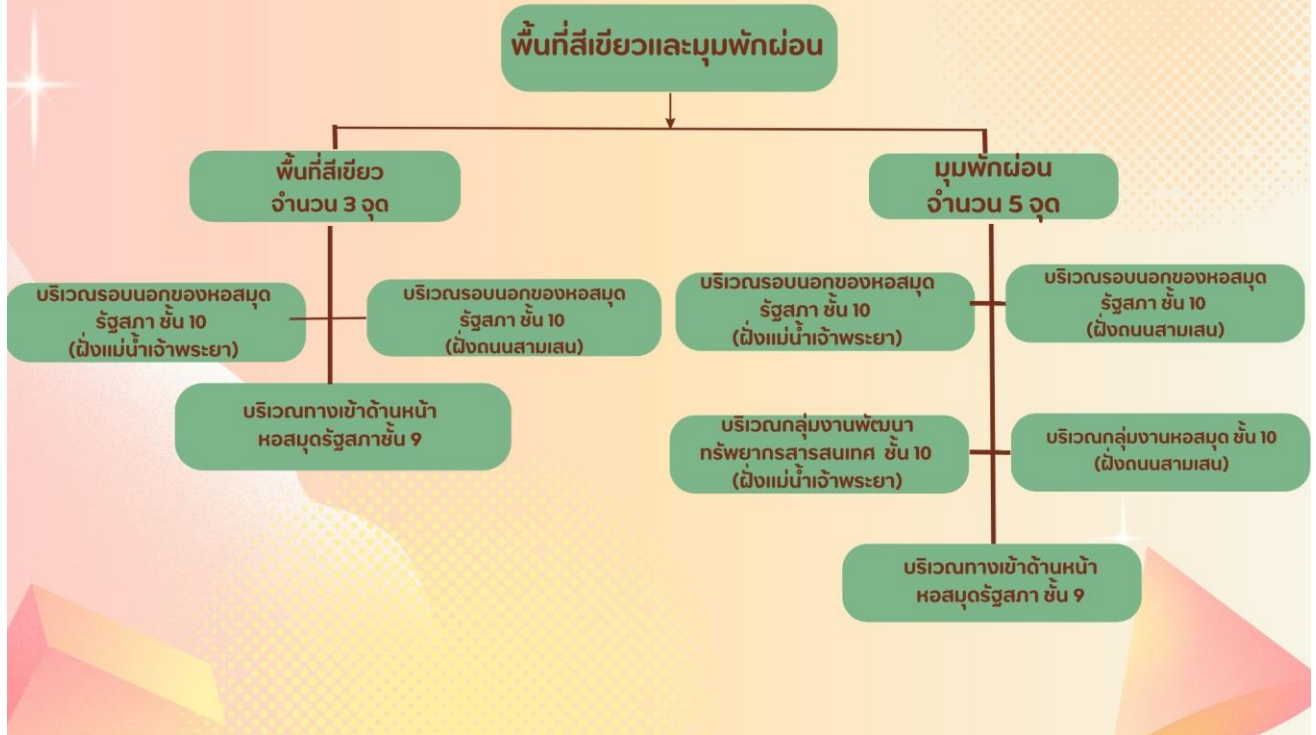 พื้นที่สีเขียวและมุมพักผ่อน
พื้นที่สีเขียว
จำนวน 3 จุด
บริเวณรอบนอกของหอสมุด
รัฐสภา ชั้น 10
(ฝั่งแม่น้ำเจ้าพระยา)
บริเวณรอบนอกของหอสมุด
รัฐสภา ชั้น 10
(ฝั่งถนนสามเสน)
บริเวณทางเข้าด้านหน้า
หอสมุดรัฐสภาชั้น 9
มุมพักผ่อน
จำนวน 5 จุด
บริเวณรอบนอกของหอสมุด
รัฐสภา ชั้น 10
(ฝั่งแม่น้ำเจ้าพระยา)
บริเวณรอบนอกของหอสมุด
รัฐสภา ชั้น 10
(ฝั่งถนนสามเสน)
บริเวณกลุ่มงานพัฒนา
ทรัพยากรสารสนเทศ ชั้น 10
(ฝั่งแม่น้ำเจ้าพระยา)
บริเวณกลุ่มงานหอสมุด ชั้น 10
(ฝั่งถนนสามเสน)
บริเวณทางเข้าด้านหน้า
หอสมุดรัฐสภา ชั้น 9